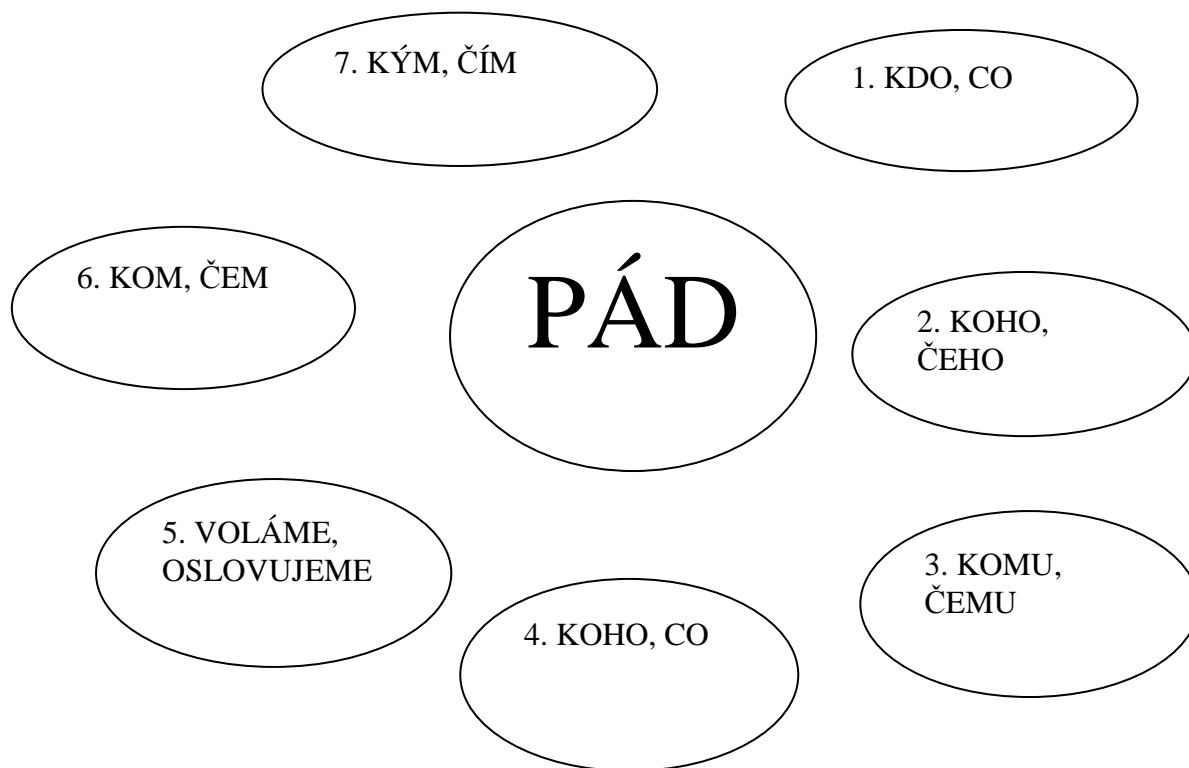 7. KÝM, ČÍM
1. KDO, CO
6. KOM, ČEM
PÁD
2. KOHO,
ČEHO
5. VOLÁME,
OSLOVUJEME
3. KOMU,
ČEMU
4. KOHO, CO